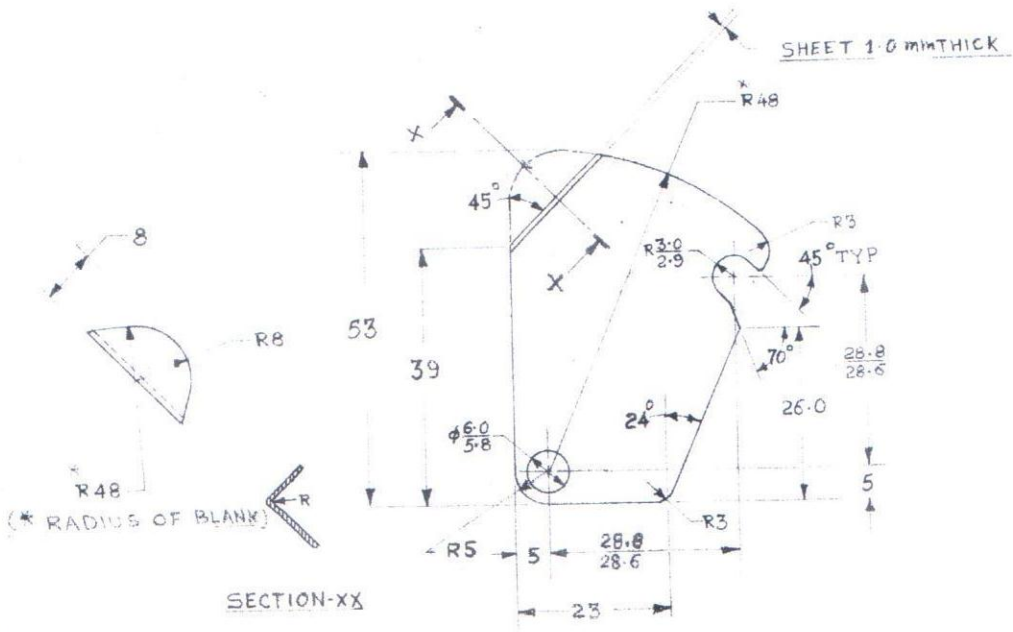 SHEET 1.0 mm THICK
*
R48
X
45°
8
R3
R 3.0
2.9
45° TYP
X
53
R8
39
70°
28.8
28.6
24°
26.0
φ 6.0
5.8
*
R48
5
R
(* RADIUS OF BLANK)
R3
R5
5
28.8
28.6
SECTION-XX
23